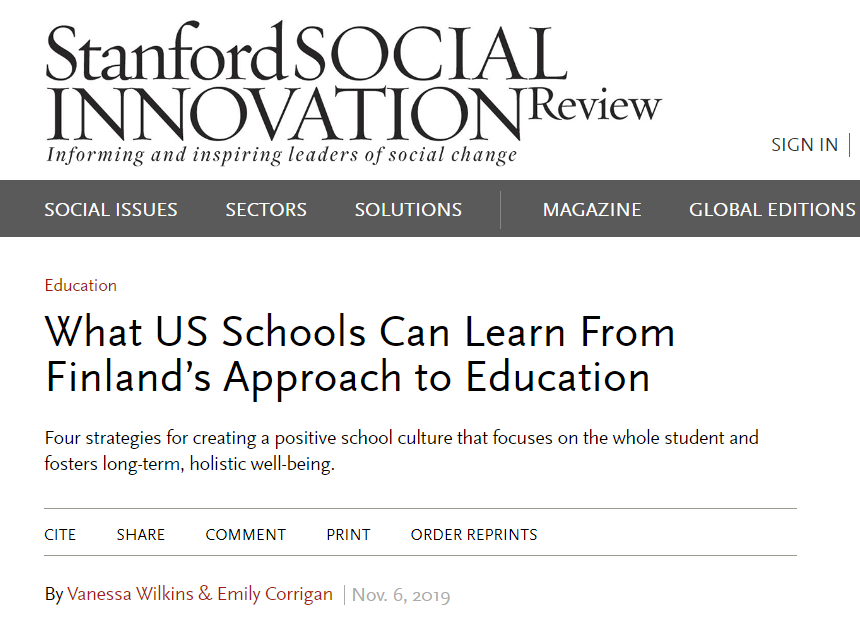 Stanford SOCIAL
INNOVATION Review
Informing and inspiring leaders of social change
SIGN IN
SOCIAL ISSUES SECTORS SOLUTIONS MAGAZINE GLOBAL EDITIONS
Education
What US Schools Can Learn From
Finland’s Approach to Education
Four strategies for creating a positive school culture that focuses on the whole student and
fosters long-term, holistic well-being.
CITE SHARE COMMENT PRINT ORDER REPRINTS
By Vanessa Wilkins & Emily Corrigan | Nov. 6, 2019